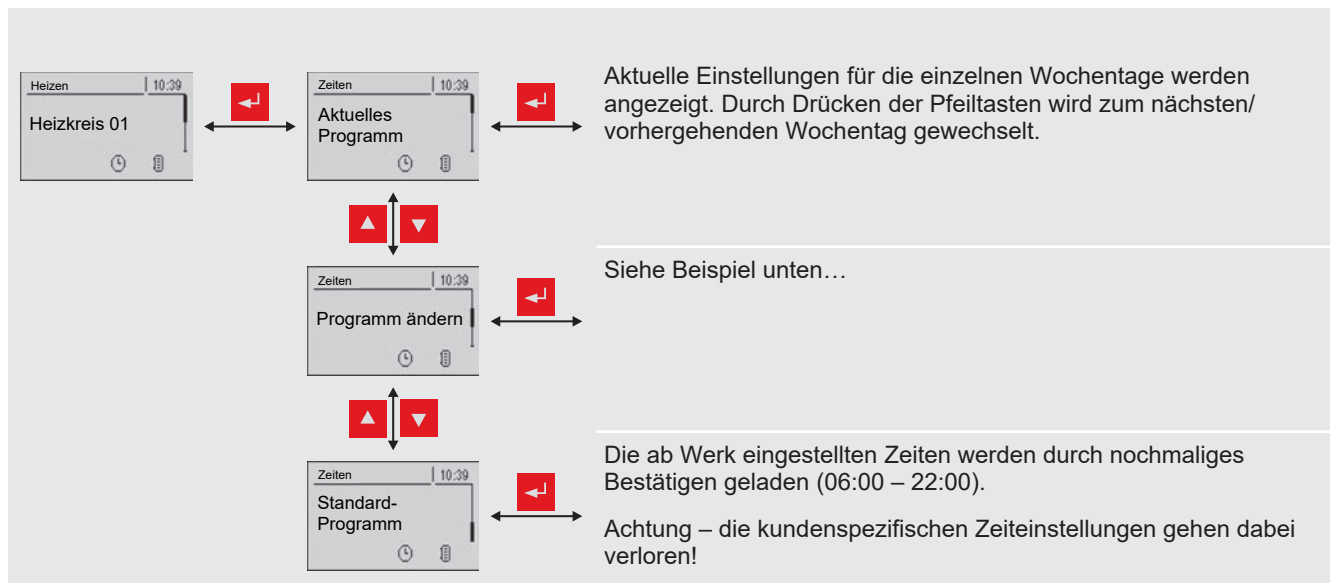 Heizen 10:39
Heizkreis 01
Zeiten 10:39
Aktuelles
Programm
Aktuelle Einstellungen für die einzelnen Wochentage werden
angezeigt. Durch Drücken der Pfeiltasten wird zum nächsten/
vorhergehenden Wochentag gewechselt.
Zeiten 10:39
Programm ändern
Siehe Beispiel unten…
Zeiten 10:39
Standard-
Programm
Die ab Werk eingestellten Zeiten werden durch nochmaliges
Bestätigen geladen (06:00 – 22:00).
Achtung – die kundenspezifischen Zeiteinstellungen gehen dabei
verloren!